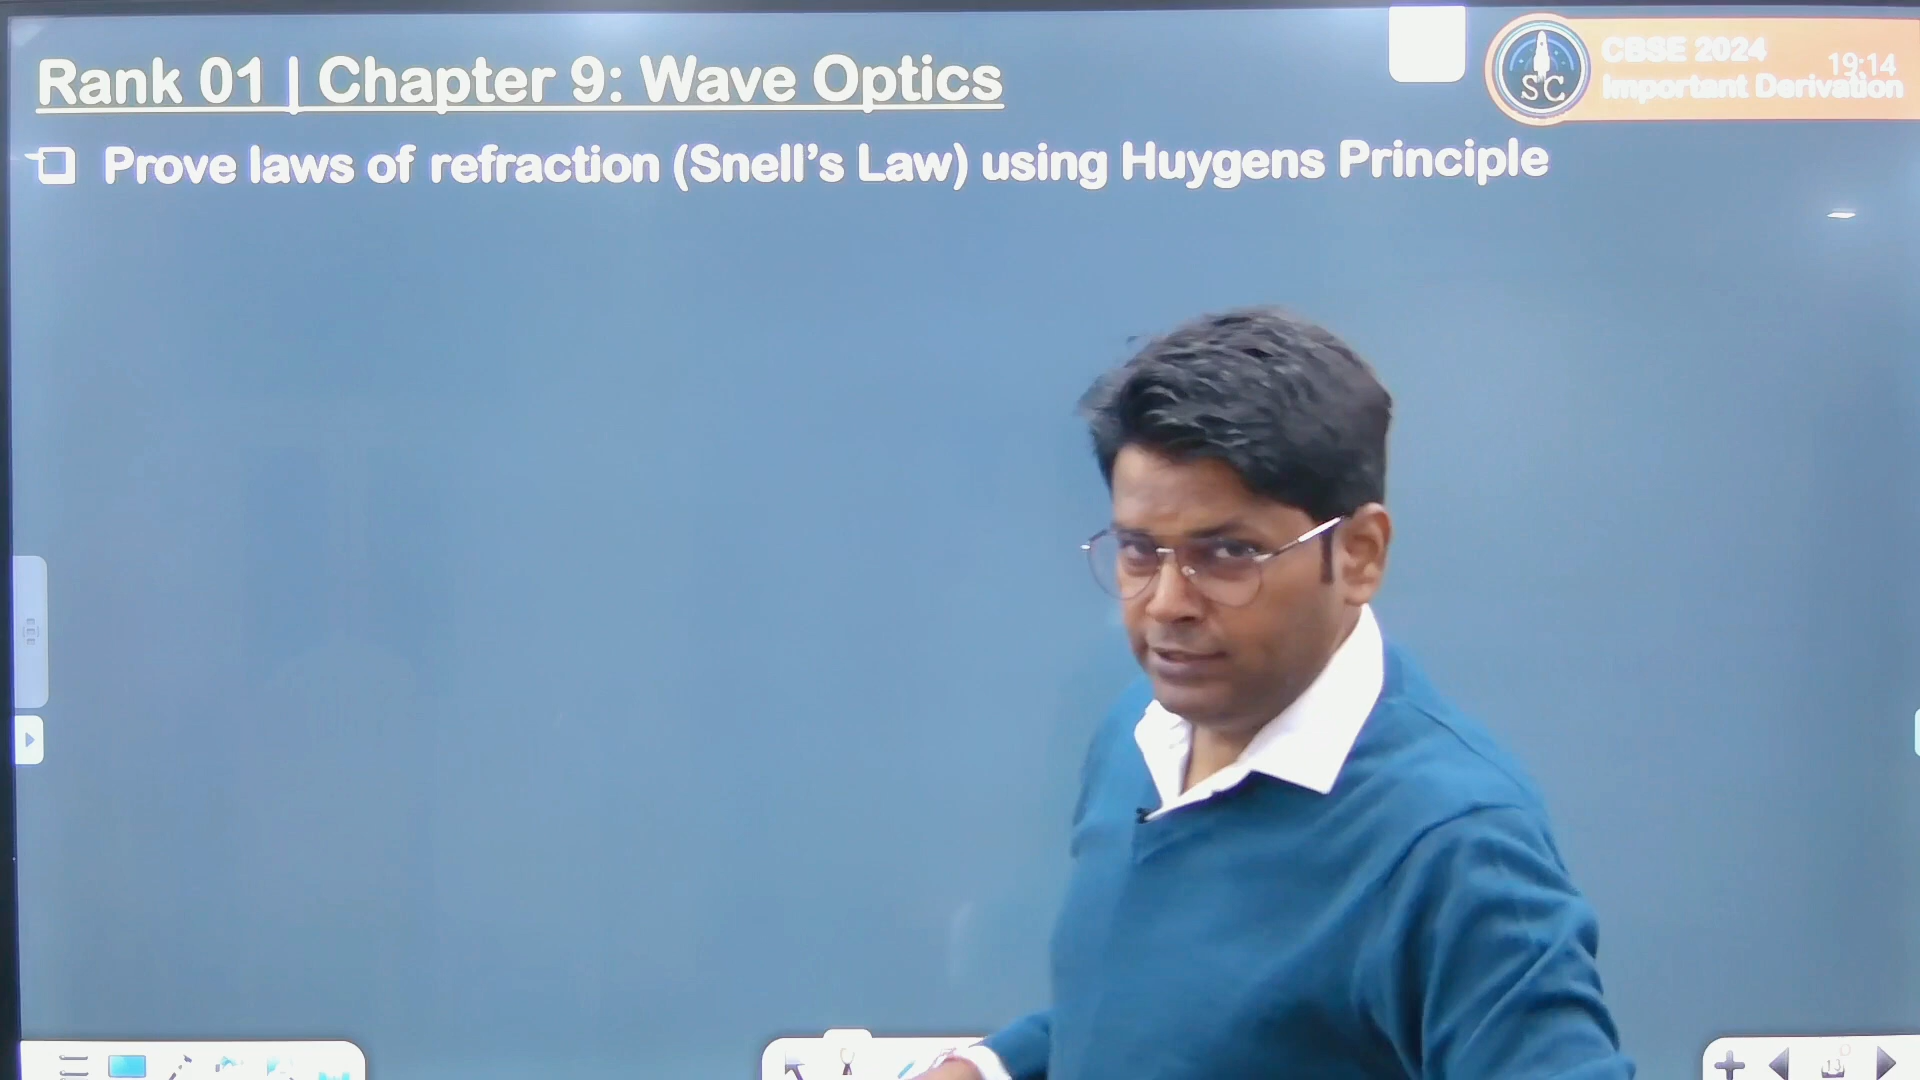 Rank 01 | Chapter 9: Wave Optics
CBSE 2024
19:14
Important Derivation
SC
Prove laws of refraction (Snell’s Law) using Huygens Principle
13